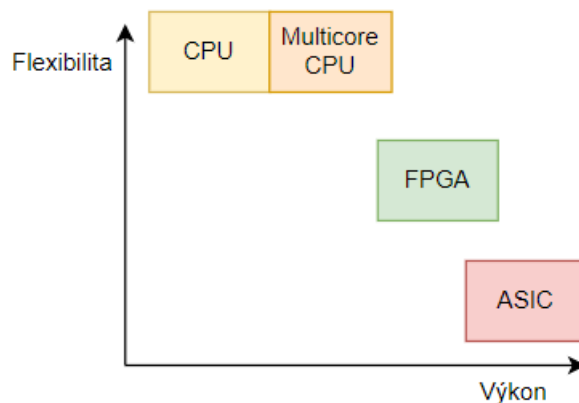 CPU
Multicore
CPU
Flexibilita
FPGA
ASIC
Výkon